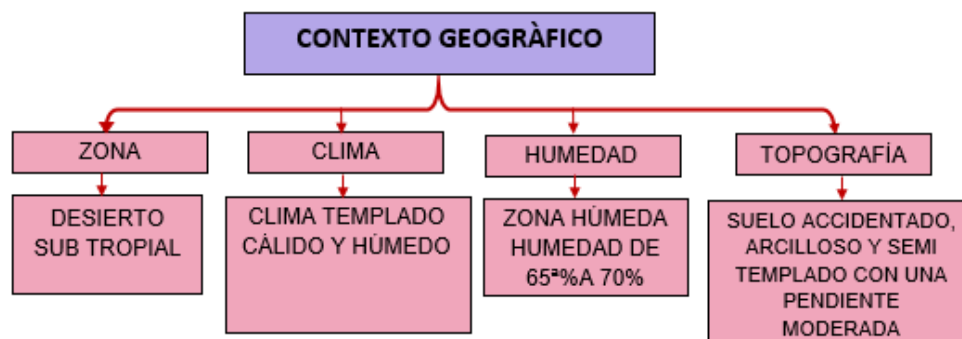 CONTEXTO GEOGRÀFICO
ZONA
CLIMA
HUMEDAD
TOPOGRAFÍA
DESIERTO
SUB TROPIAL
CLIMA TEMPLADO
CÁLIDO Y HÚMEDO
ZONA HÚMEDA
HUMEDAD DE
65ª%A 70%
SUELO ACCIDENTADO,
ARCILLOSO Y SEMI
TEMPLADO CON UNA
PENDIENTE
MODERADA